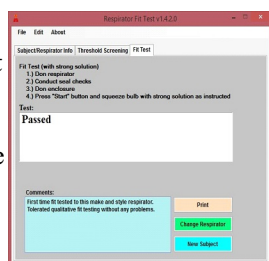 Respirator Fit Test v1.4.2.0
File Edit About
Subject/Respirator Info Threshold Screening Fit Test
Fit Test (with strong solution)
1.) Don respirator
2.) Conduct seal checks
3.) Don enclosure
4.) Press "Start" button and squeeze bulb with strong solution as instructed
Test:
Passed
Comments:
First time fit tested to this make and style respirator.
Tolerated qualitative fit testing without any problems.
Print
Change Respirator
New Subject